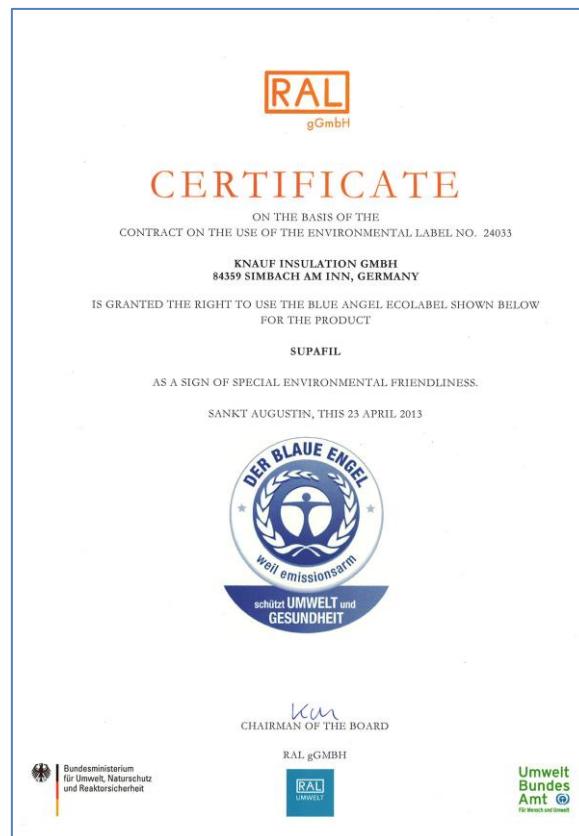 RAL
gGmbH
CERTIFICATE
ON THE BASIS OF THE
CONTRACT ON THE USE OF THE ENVIRONMENTAL LABEL NO. 24033
KNAUF INSULATION GMBH
84359 SIMBACH AM INN, GERMANY
IS GRANTED THE RIGHT TO USE THE BLUE ANGEL ECOLABEL SHOWN BELOW
FOR THE PRODUCT
SUPAFIL
AS A SIGN OF SPECIAL ENVIRONMENTAL FRIENDLINESS.
SANKT AUGUSTIN, THIS 23 APRIL 2013
DER BLAUE ENGEL
weil emissionsarm
schützt UMWELT und
GESUNDHEIT
CHAIRMAN OF THE BOARD
RAL gGMBH
Bundesministerium
für Umwelt, Naturschutz
und Reaktorsicherheit
RAL
UMWELT
Umwelt
Bundes
Amt
Für Mensch und Umwelt